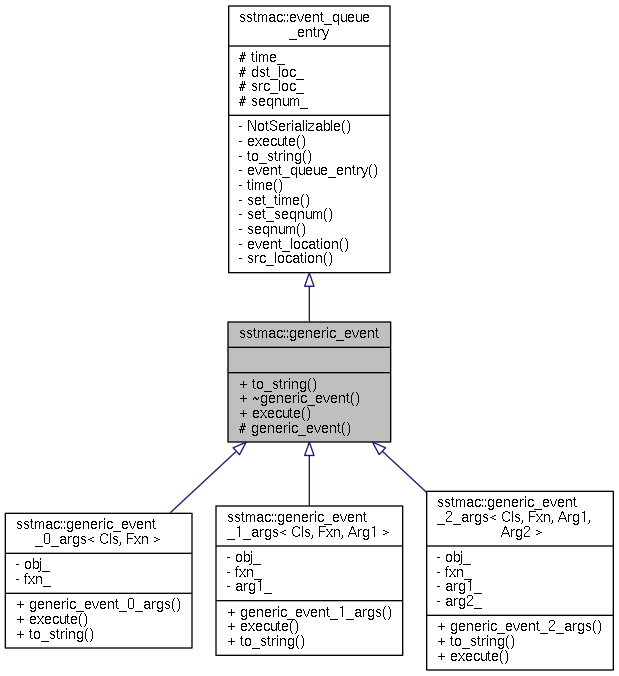 sstmac::event_queue
_entry
# time_
# dst_loc_
# src_loc_
# seqnum_
- NotSerializable()
- execute()
- to_string()
- event_queue_entry()
- time()
- set_time()
- set_seqnum()
- seqnum()
- event_location()
- src_location()
sstmac::generic_event
+ to_string()
+ ~generic_event()
+ execute()
# generic_event()
sstmac::generic_event
_0_args< Cls, Fxn >
- obj_
- fxn_
+ generic_event_0_args()
+ execute()
+ to_string()
sstmac::generic_event
_1_args< Cls, Fxn, Arg1 >
- obj_
- fxn_
- arg1_
+ generic_event_1_args()
+ execute()
+ to_string()
sstmac::generic_event
_2_args< Cls, Fxn, Arg1,
Arg2 >
- obj_
- fxn_
- arg1_
- arg2_
+ generic_event_2_args()
+ to_string()
+ execute()